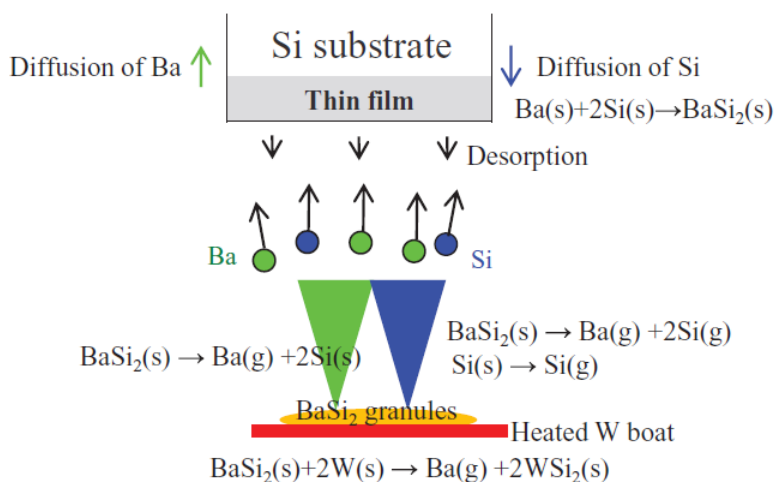 Si substrate
Diffusion of Ba
Diffusion of Si
Thin film
Ba(s)+2Si(s)→BaSi₂(s)
Desorption
Ba
Si
BaSi₂(s) → Ba(g) +2Si(g)
BaSi₂(s) → Ba(g) +2Si(s)
Si(s) → Si(g)
BaSi₂ granules
Heated W boat
BaSi₂(s)+2W(s) → Ba(g) +2WSi₂(s)